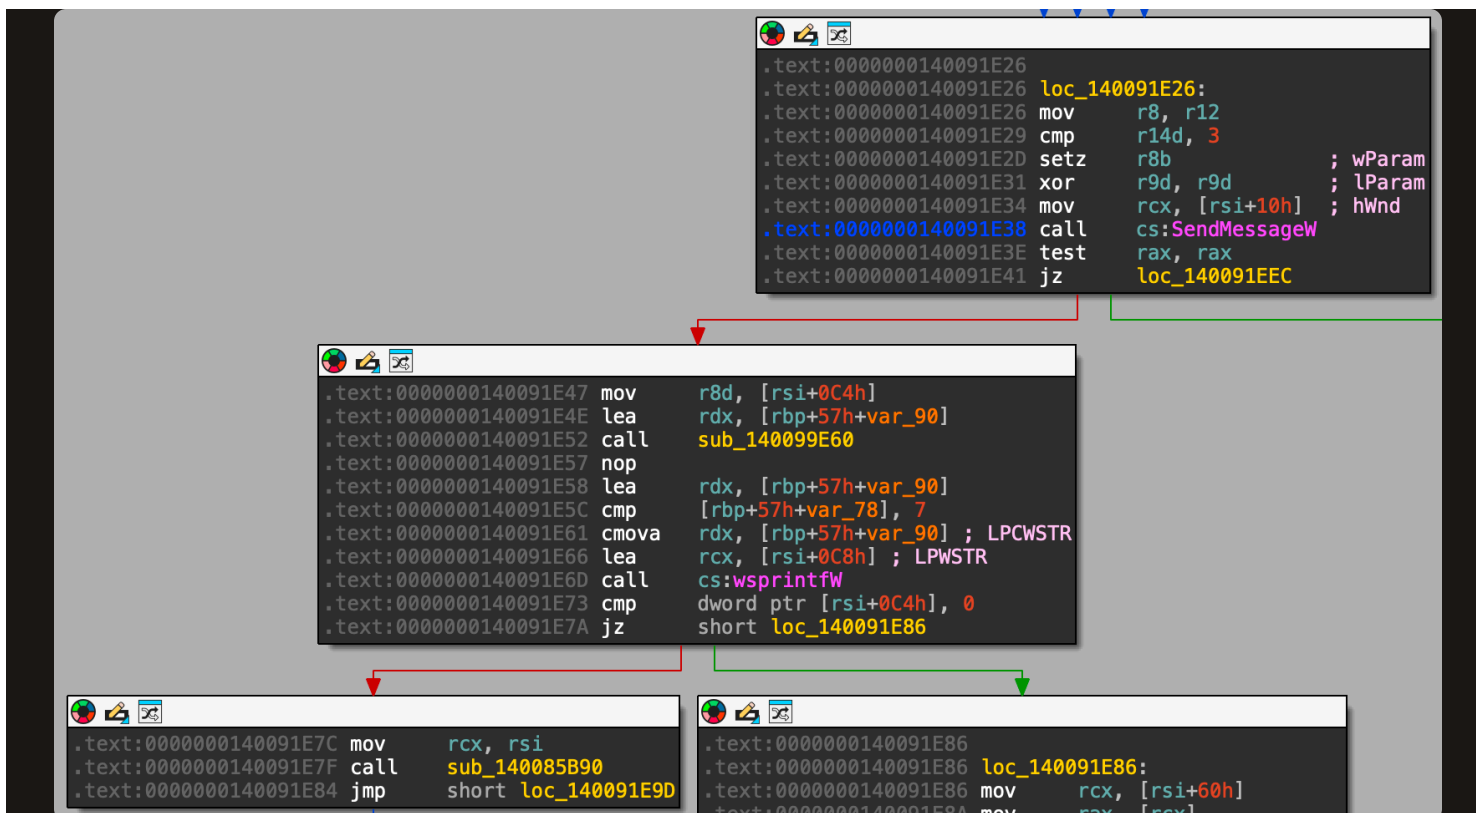 .text:0000000140091E26
.text:0000000140091E26 loc_140091E26:
.text:0000000140091E26 mov r8, r12
.text:0000000140091E29 cmp r14d, 3
.text:0000000140091E2D setz r8b ; wParam
.text:0000000140091E31 xor r9d, r9d ; lParam
.text:0000000140091E34 mov rcx, [rsi+10h] ; hWnd
.text:0000000140091E38 call cs:SendMessageW
.text:0000000140091E3E test rax, rax
.text:0000000140091E41 jz loc_140091EEC
.text:0000000140091E47 mov r8d, [rsi+0C4h]
.text:0000000140091E4E lea rdx, [rbp+57h+var_90]
.text:0000000140091E52 call sub_140099E60
.text:0000000140091E57 nop
.text:0000000140091E58 lea rdx, [rbp+57h+var_90]
.text:0000000140091E5C cmp [rbp+57h+var_78], 7
.text:0000000140091E61 cmova rdx, [rbp+57h+var_90] ; LPCWSTR
.text:0000000140091E66 lea rcx, [rsi+0C8h] ; LPWSTR
.text:0000000140091E6D call cs:wsprintfW
.text:0000000140091E73 cmp dword ptr [rsi+0C4h], 0
.text:0000000140091E7A jz short loc_140091E86
.text:0000000140091E7C mov rcx, rsi
.text:0000000140091E7F call sub_140085B90
.text:0000000140091E84 jmp short loc_140091E9D
.text:0000000140091E86
.text:0000000140091E86 loc_140091E86:
.text:0000000140091E86 mov rcx, [rsi+60h]
.text:0000000140091E8A mov rax, [rcx]